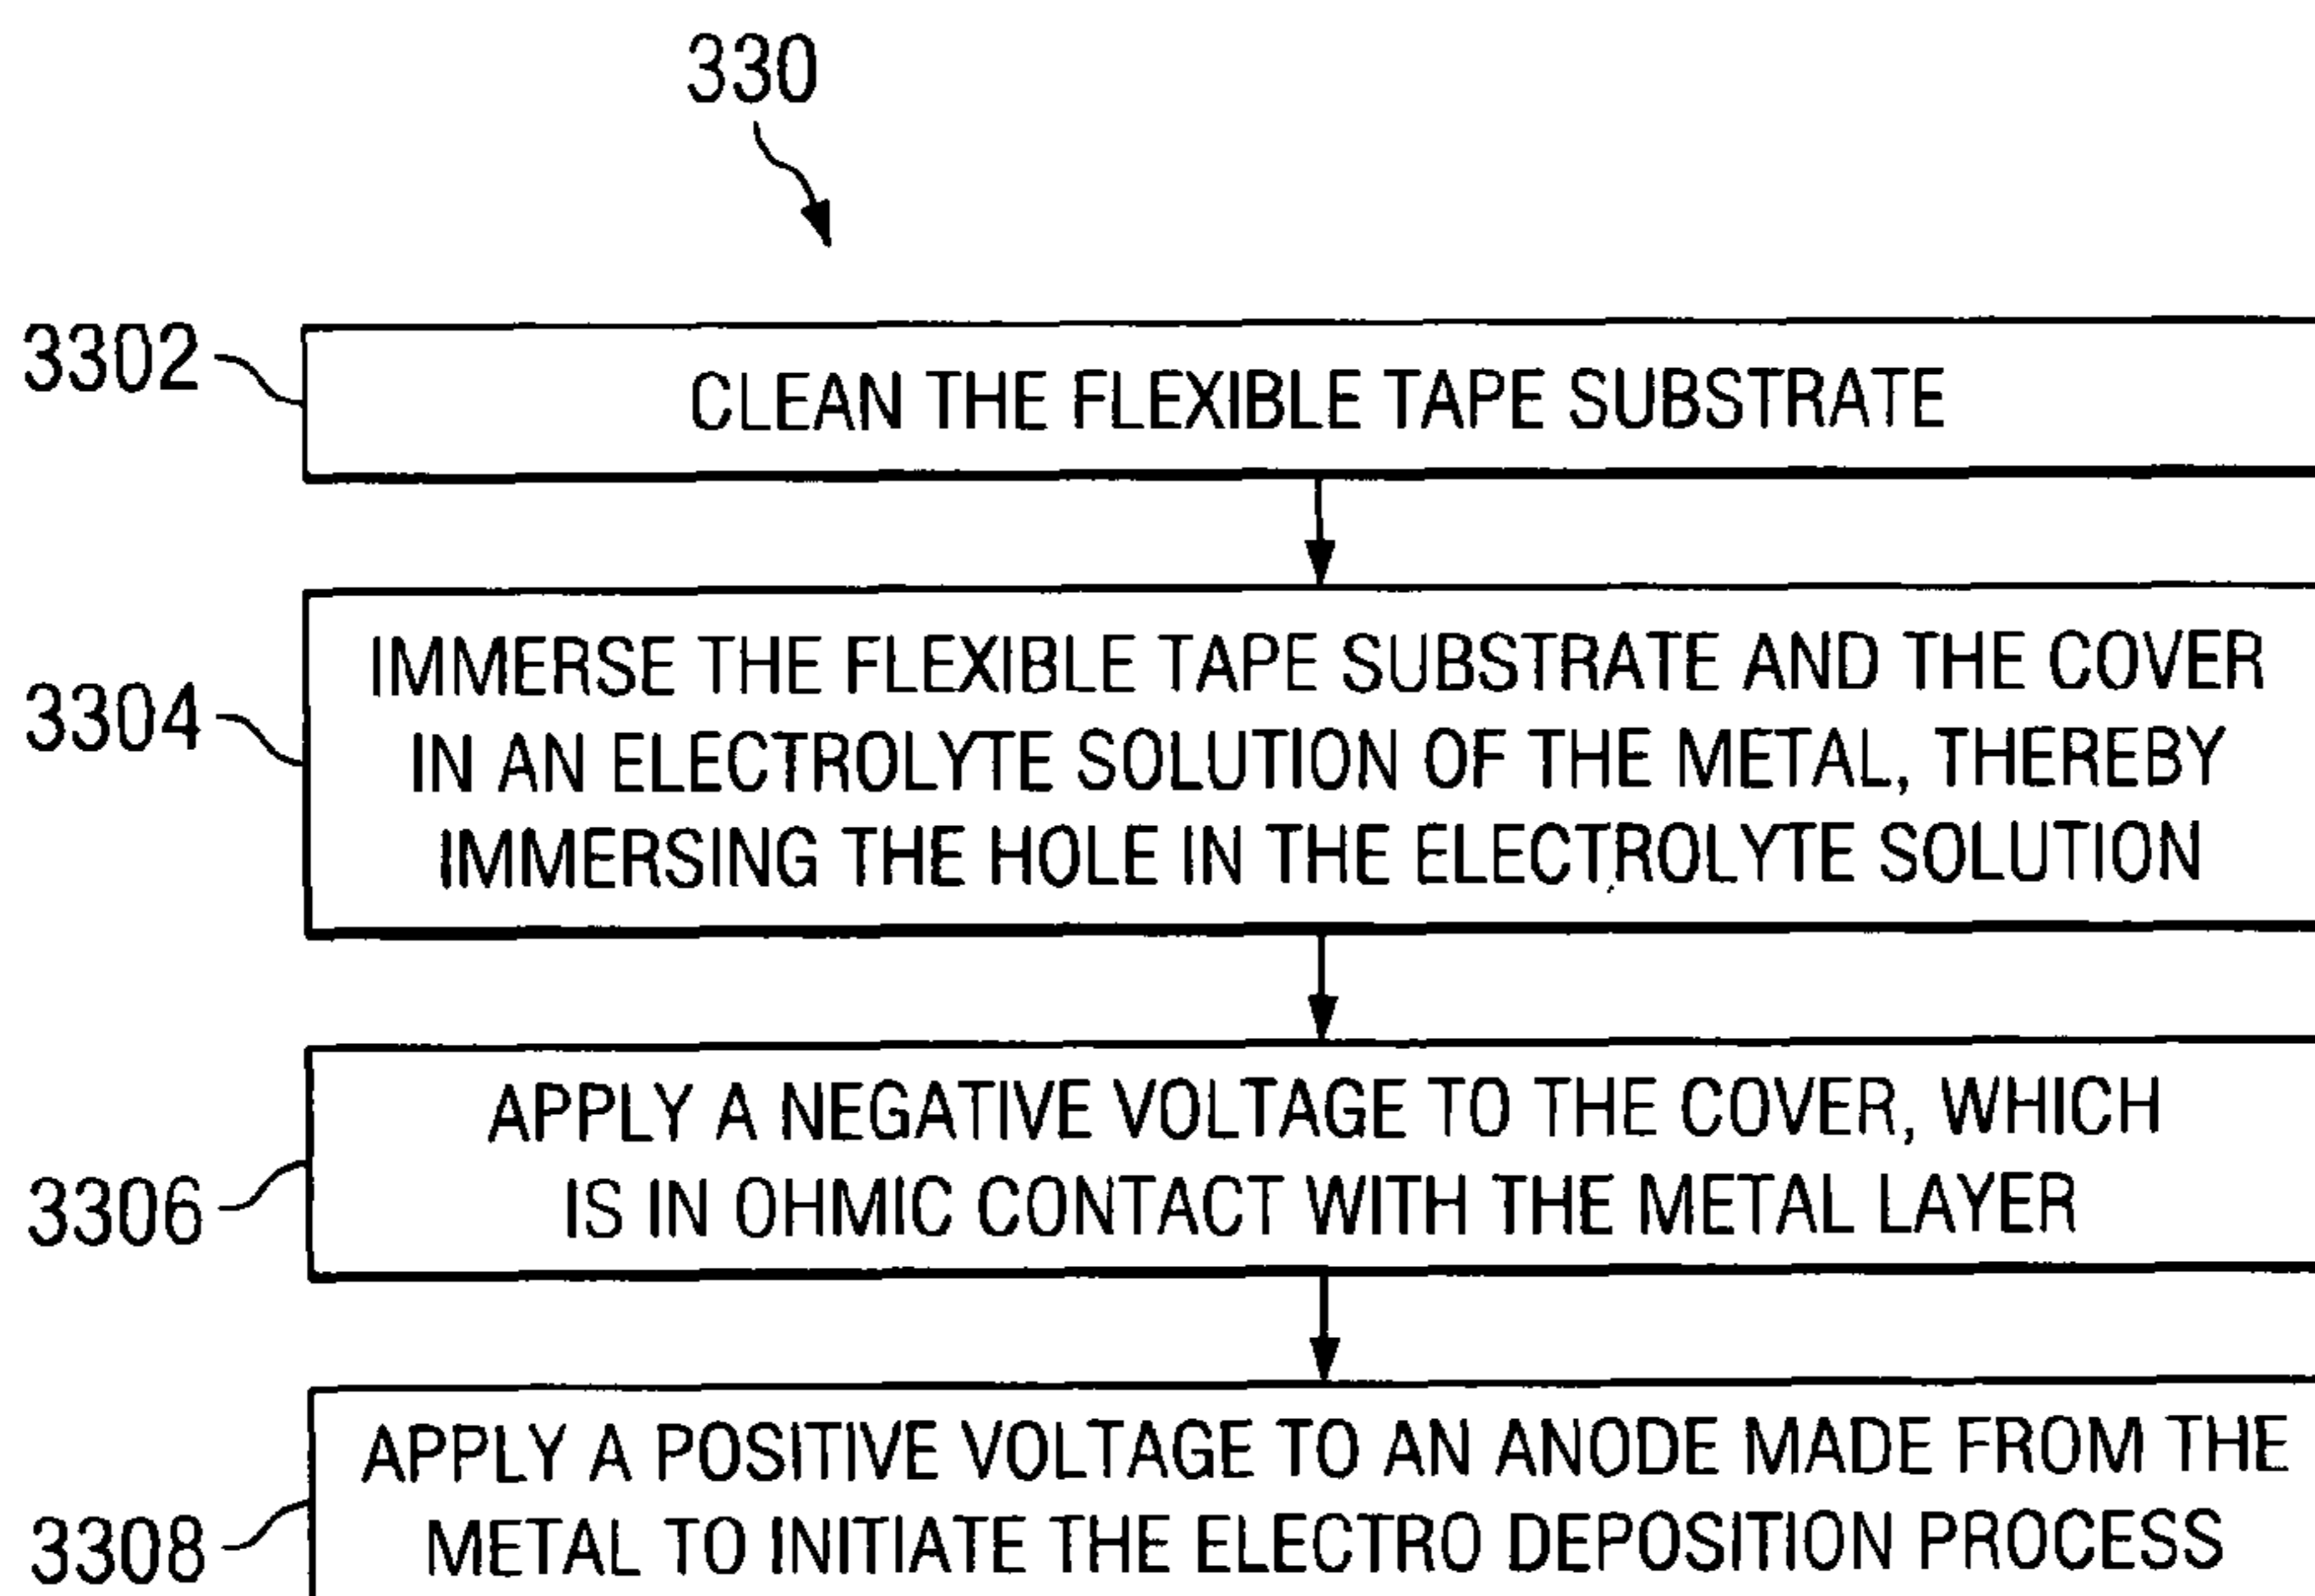 330
3302
CLEAN THE FLEXIBLE TAPE SUBSTRATE
3304
IMMERSE THE FLEXIBLE TAPE SUBSTRATE AND THE COVER
IN AN ELECTROLYTE SOLUTION OF THE METAL, THEREBY
IMMERSING THE HOLE IN THE ELECTROLYTE SOLUTION
3306
APPLY A NEGATIVE VOLTAGE TO THE COVER, WHICH
IS IN OHMIC CONTACT WITH THE METAL LAYER
3308
APPLY A POSITIVE VOLTAGE TO AN ANODE MADE FROM THE
METAL TO INITIATE THE ELECTRO DEPOSITION PROCESS